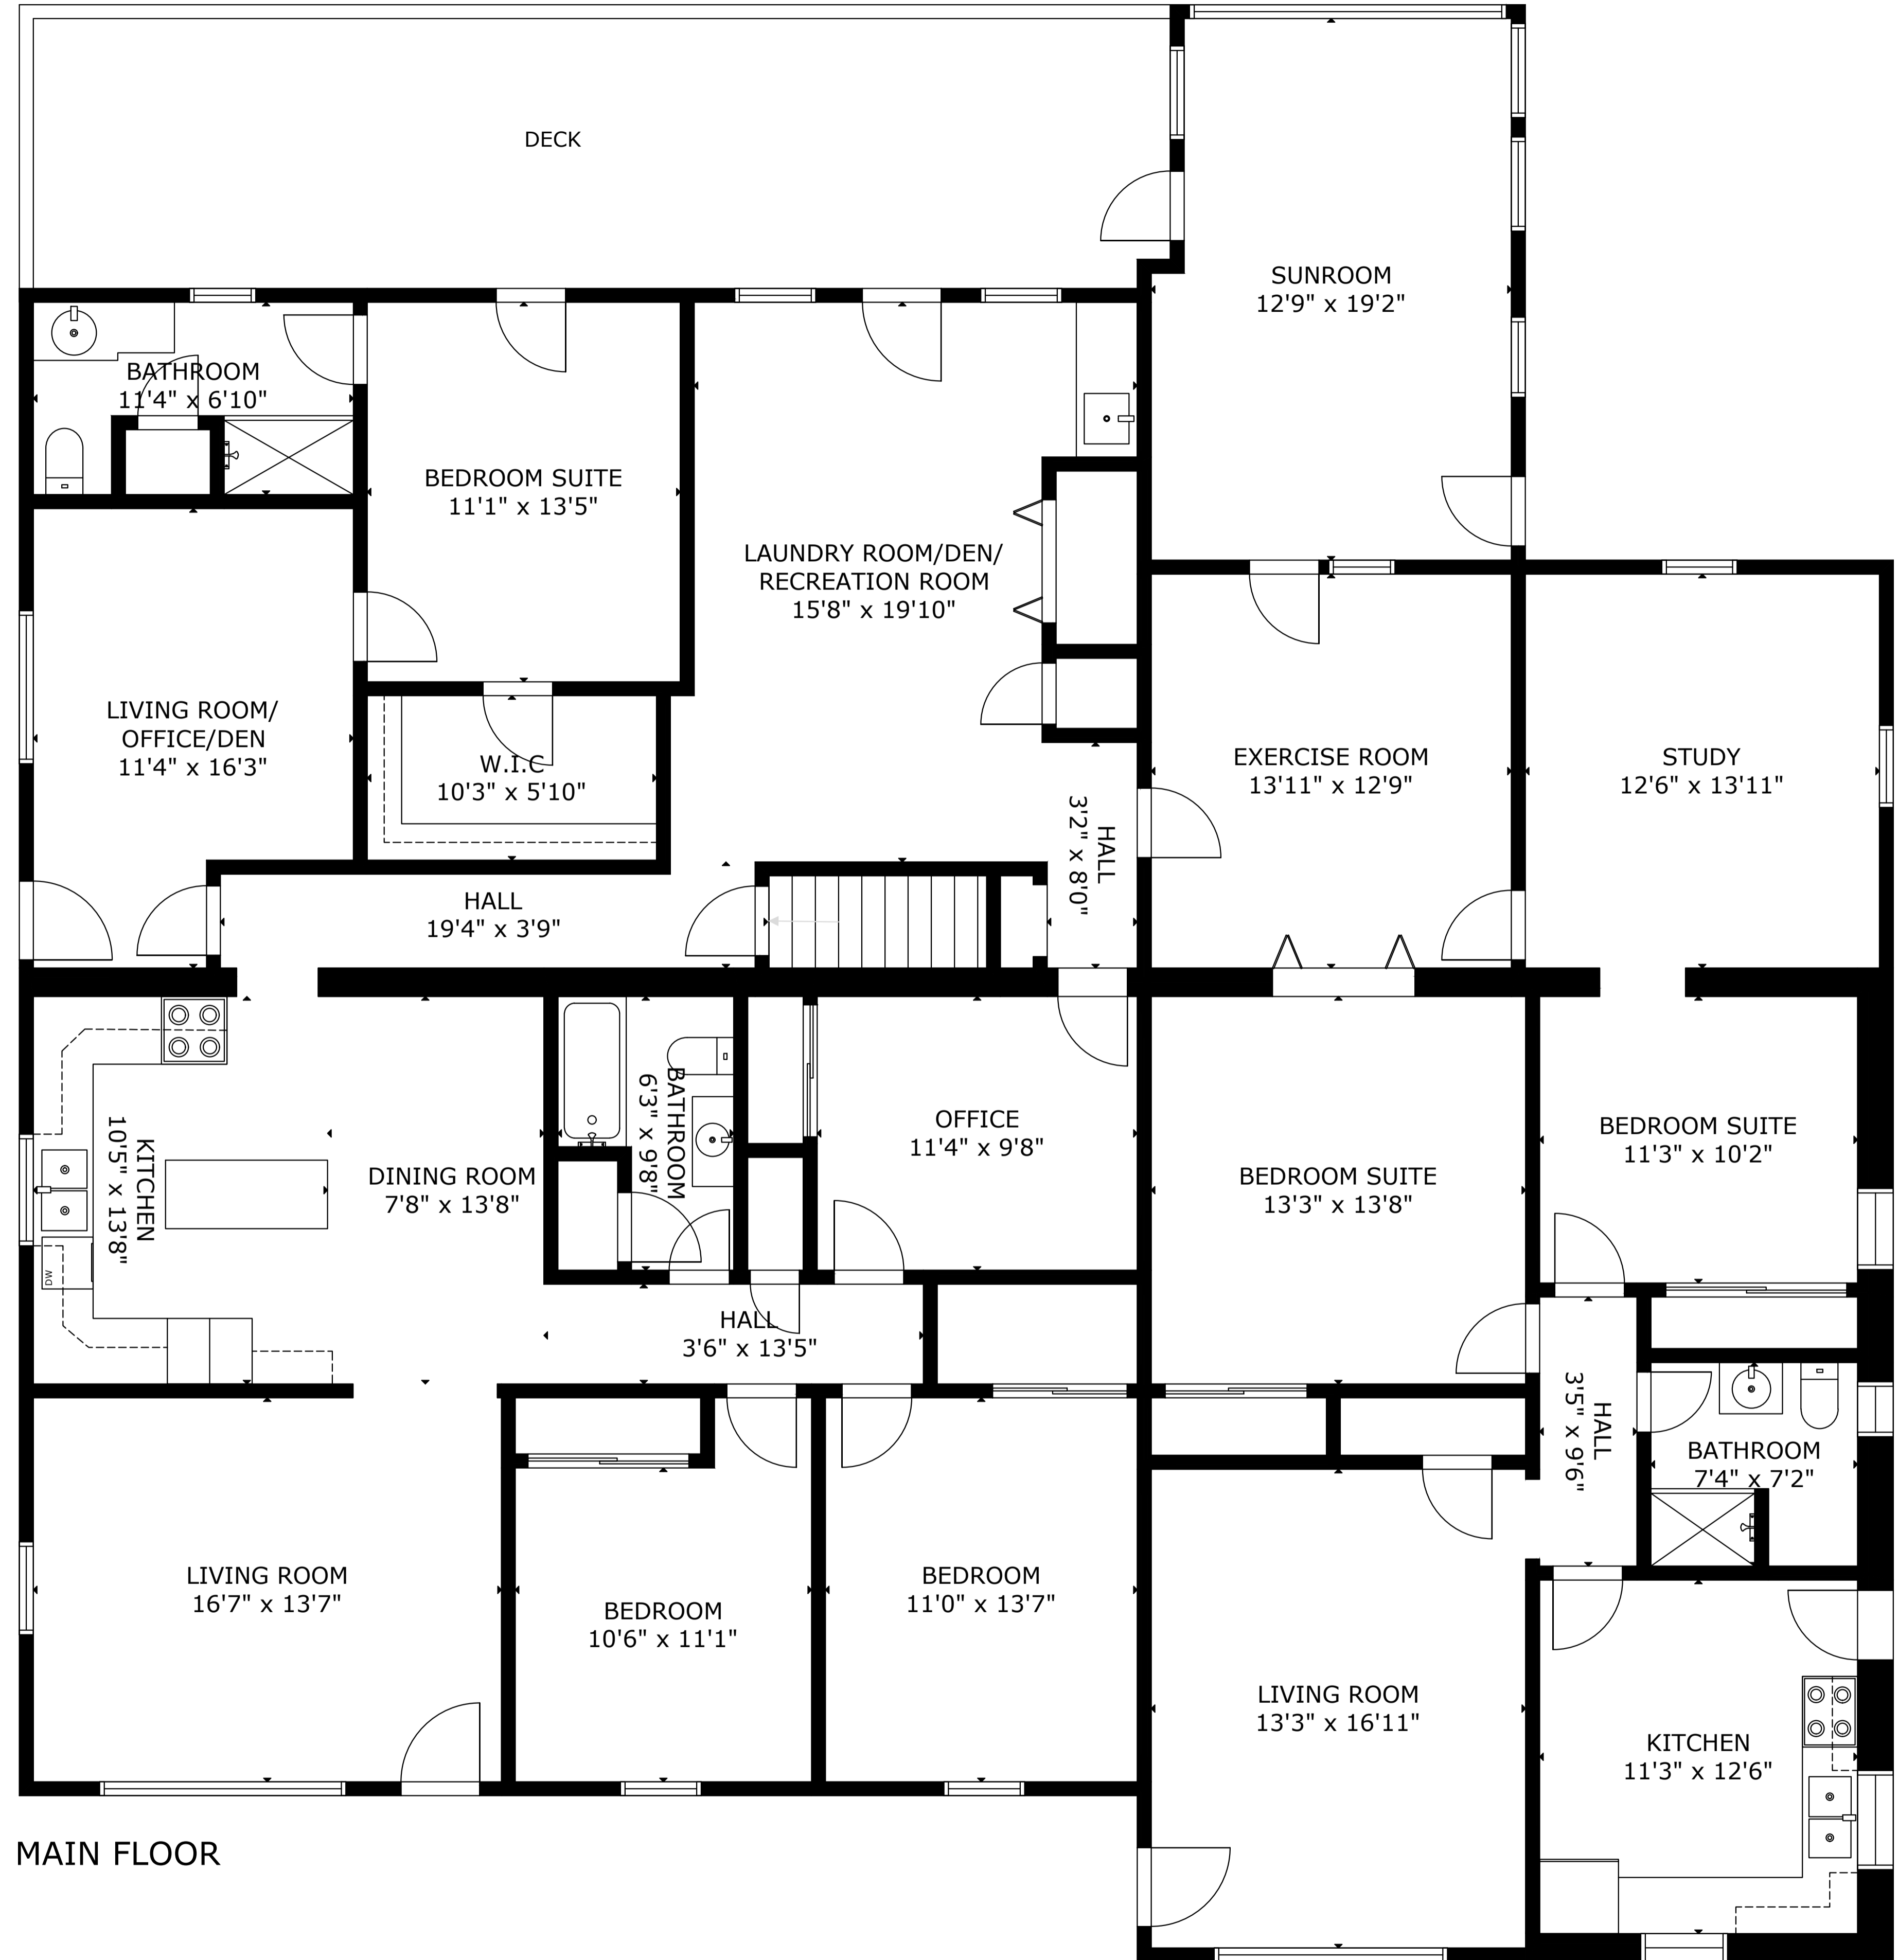 DECK
SUNROOM
12'9" x 19'2"
BATHROOM
11'4" x 6'10"
BEDROOM SUITE
11'1" x 13'5"
LAUNDRY ROOM/DEN/
RECREATION ROOM
15'8" x 19'10"
LIVING ROOM/
OFFICE/DEN
11'4" x 16'3"
W.I.C
10'3" x 5'10"
EXERCISE ROOM
13'11" x 12'9"
STUDY
12'6" x 13'11"
HALL
3'2" x 8'0"
HALL
19'4" x 3'9"
KITCHEN
10'5" x 13'8"
DW
DINING ROOM
7'8" x 13'8"
BATHROOM
6'3" x 9'8"
OFFICE
11'4" x 9'8"
BEDROOM SUITE
13'3" x 13'8"
BEDROOM SUITE
11'3" x 10'2"
HALL
3'6" x 13'5"
HALL
3'5" x 9'6"
BATHROOM
7'4" x 7'2"
LIVING ROOM
16'7" x 13'7"
BEDROOM
10'6" x 11'1"
BEDROOM
11'0" x 13'7"
LIVING ROOM
13'3" x 16'11"
KITCHEN
11'3" x 12'6"
MAIN FLOOR